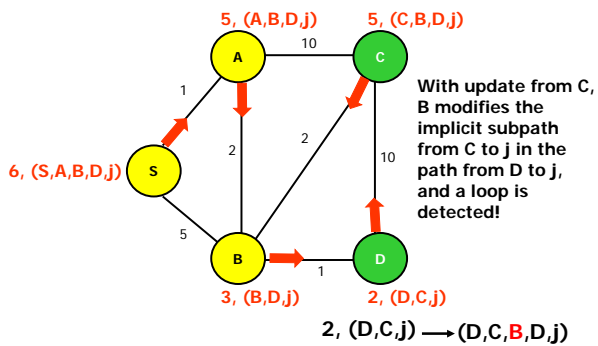 5, (A,B,D,j)
5, (C,B,D,j)
A
10
C
With update from C,
B modifies the
implicit subpath
from C to j in the
path from D to j,
and a loop is
detected!
1
2
2
10
6, (S,A,B,D,j)
S
5
B
1
D
3, (B,D,j)
2, (D,C,j)
2, (D,C,j) → (D,C,B,D,j)